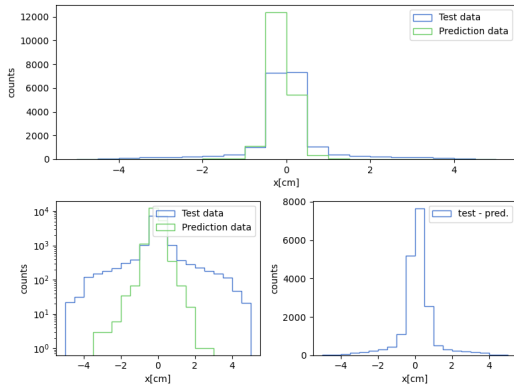 12000
10000
8000
6000
4000
2000
0
counts
Test data
Prediction data
−4
−2
0
2
4
x[cm]
10⁴
10³
10²
10¹
10⁰
counts
Test data
Prediction data
−4
−2
0
2
4
x[cm]
8000
6000
4000
2000
0
counts
test - pred.
−4
−2
0
2
4
x[cm]